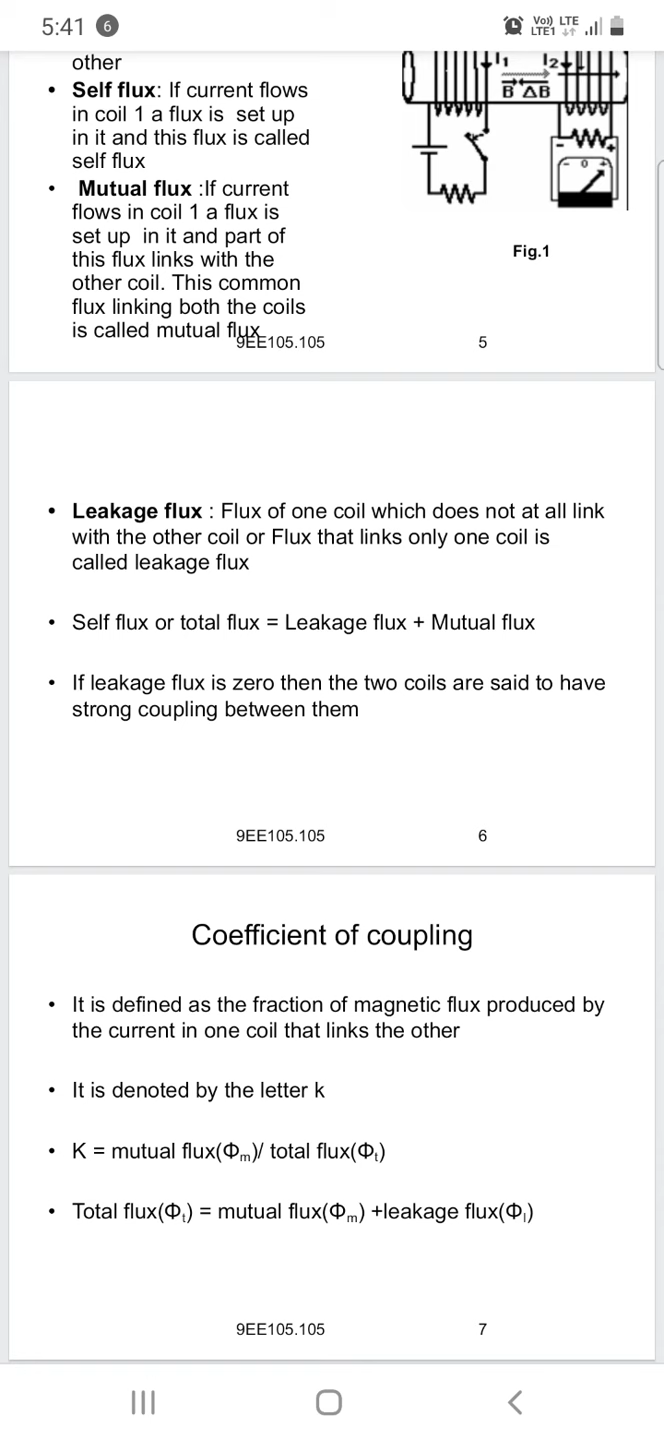 5:41 6 Vo)) LTE
LTE1
other
• Self flux: If current flows
in coil 1 a flux is set up
in it and this flux is called
self flux
• Mutual flux :If current
flows in coil 1 a flux is
set up in it and part of
this flux links with the
other coil. This common
flux linking both the coils
is called mutual flux
I1 I2
B ΔB
- +
- 0 +
Fig.1
9EE105.105 5
• Leakage flux : Flux of one coil which does not at all link
with the other coil or Flux that links only one coil is
called leakage flux
• Self flux or total flux = Leakage flux + Mutual flux
• If leakage flux is zero then the two coils are said to have
strong coupling between them
9EE105.105 6
Coefficient of coupling
• It is defined as the fraction of magnetic flux produced by
the current in one coil that links the other
• It is denoted by the letter k
• K = mutual flux(Φm)/ total flux(Φt)
• Total flux(Φt) = mutual flux(Φm) +leakage flux(Φl)
9EE105.105 7